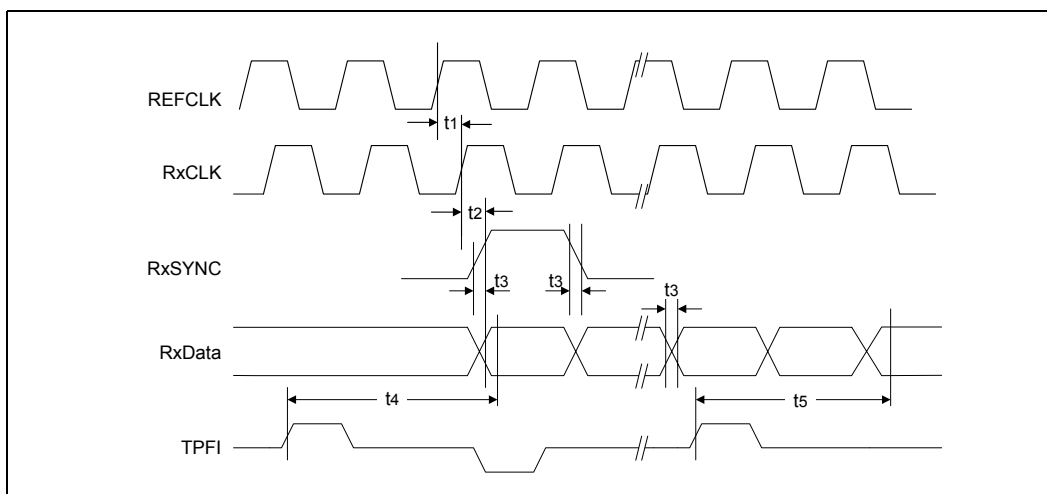 REFCLK
t1
RxCLK
t2
RxSYNC
t3
t3
t3
RxData
t4
t5
TPFI